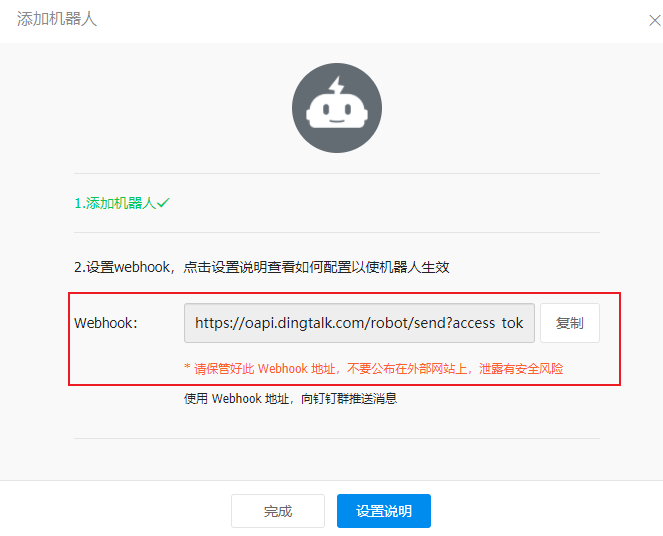 添加机器人
1.添加机器人
2.设置webhook，点击设置说明查看如何配置以使机器人生效
Webhook： https://oapi.dingtalk.com/robot/send?access_tok 复制
* 请保管好此 Webhook 地址，不要公布在外部网站上，泄露有安全风险
使用 Webhook 地址，向钉钉群推送消息
完成 设置说明